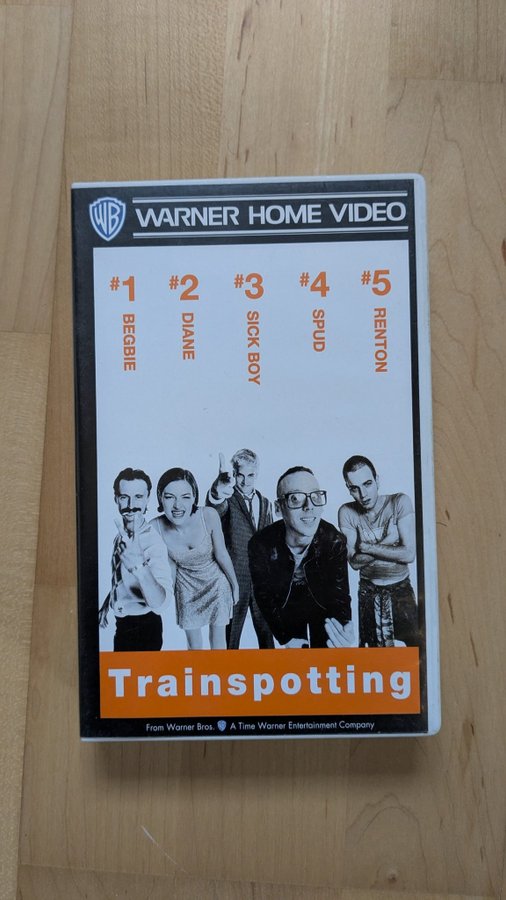 WB WARNER HOME VIDEO
#1 #2 #3 #4 #5
BEGBIE
DIANE
SICK BOY
SPUD
RENTON
Trainspotting
From Warner Bros. WB A Time Warner Entertainment Company